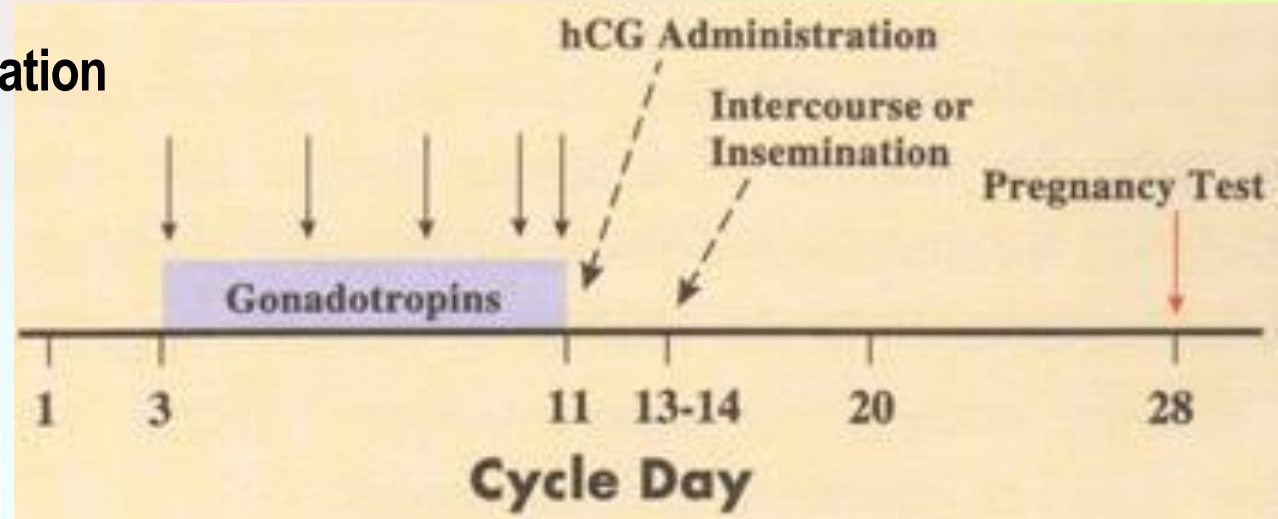 ation
hCG Administration
Intercourse or
Insemination
Pregnancy Test
Gonadotropins
1 3 11 13-14 20 28
Cycle Day